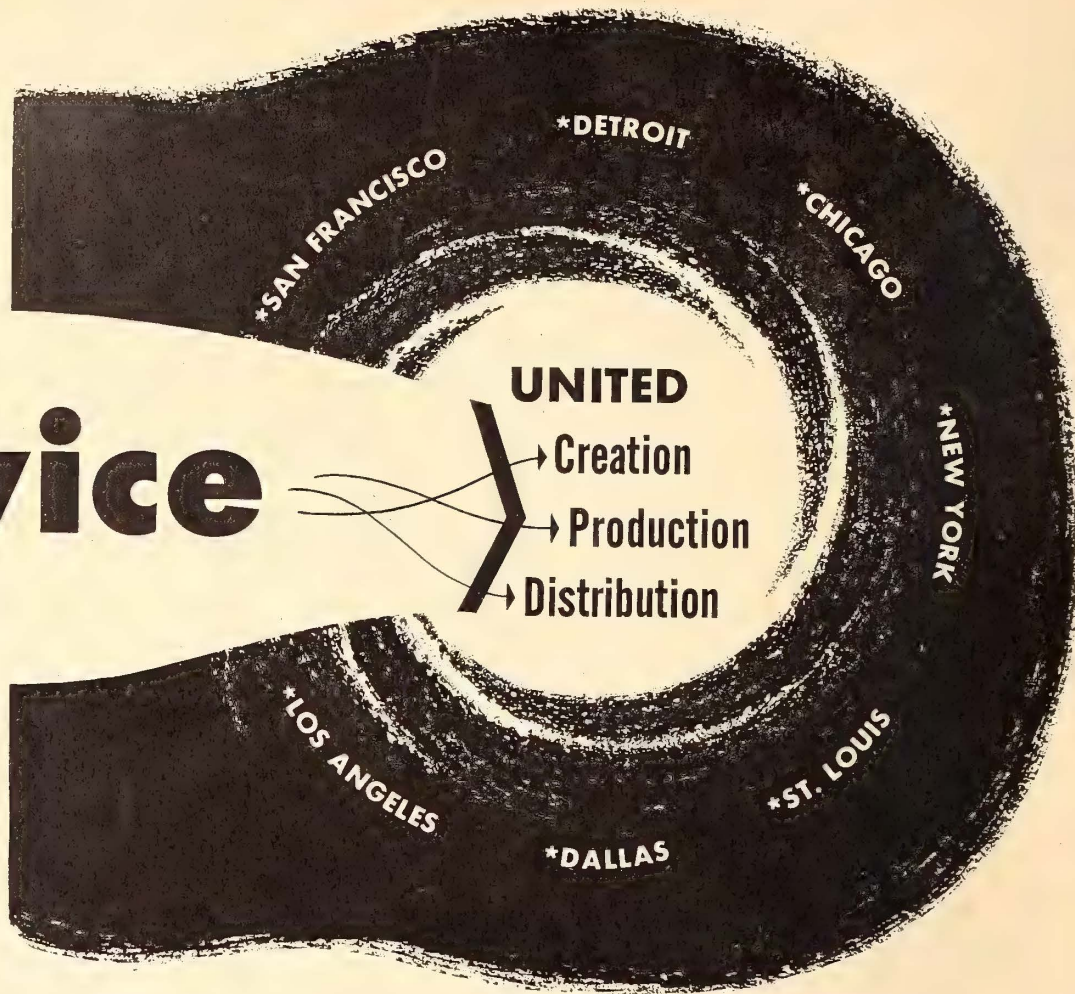 *SAN FRANCISCO
*DETROIT
*CHICAGO
*NEW YORK
*ST. LOUIS
*DALLAS
*LOS ANGELES
vice
UNITED
Creation
Production
Distribution